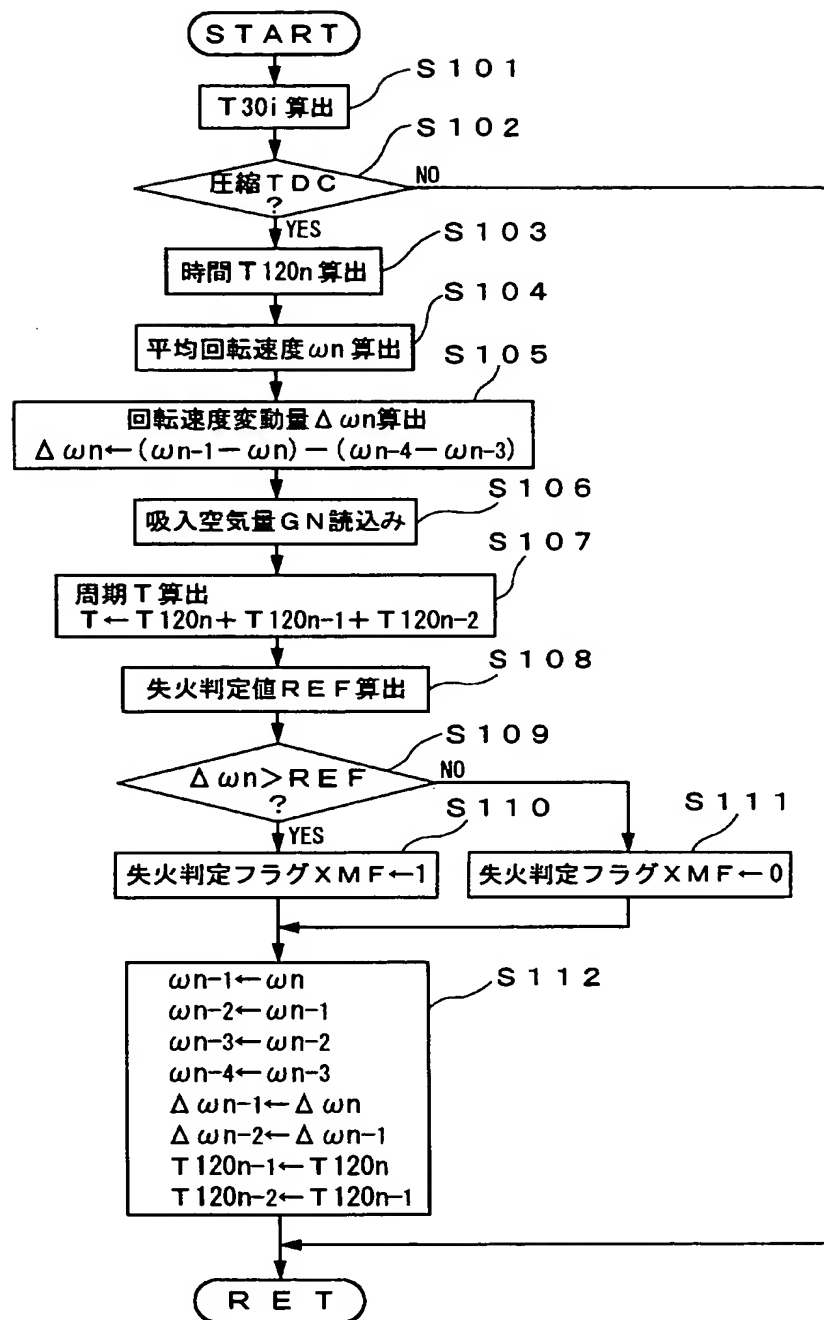 START
S101
T30i算出
S102
圧縮TDC
?
NO
YES
S103
時間T120n算出
S104
平均回転速度ωn算出
S105
回転速度変動量Δωn算出
Δωn←(ωn-1－ωn)－(ωn-4－ωn-3)
S106
吸入空気量GN読込み
S107
周期T算出
T←T120n＋T120n-1＋T120n-2
S108
失火判定値REF算出
S109
Δωn>REF
?
NO
YES
S110
S111
失火判定フラグXMF←1
失火判定フラグXMF←0
S112
ωn-1←ωn
ωn-2←ωn-1
ωn-3←ωn-2
ωn-4←ωn-3
Δωn-1←Δωn
Δωn-2←Δωn-1
T120n-1←T120n
T120n-2←T120n-1
RET